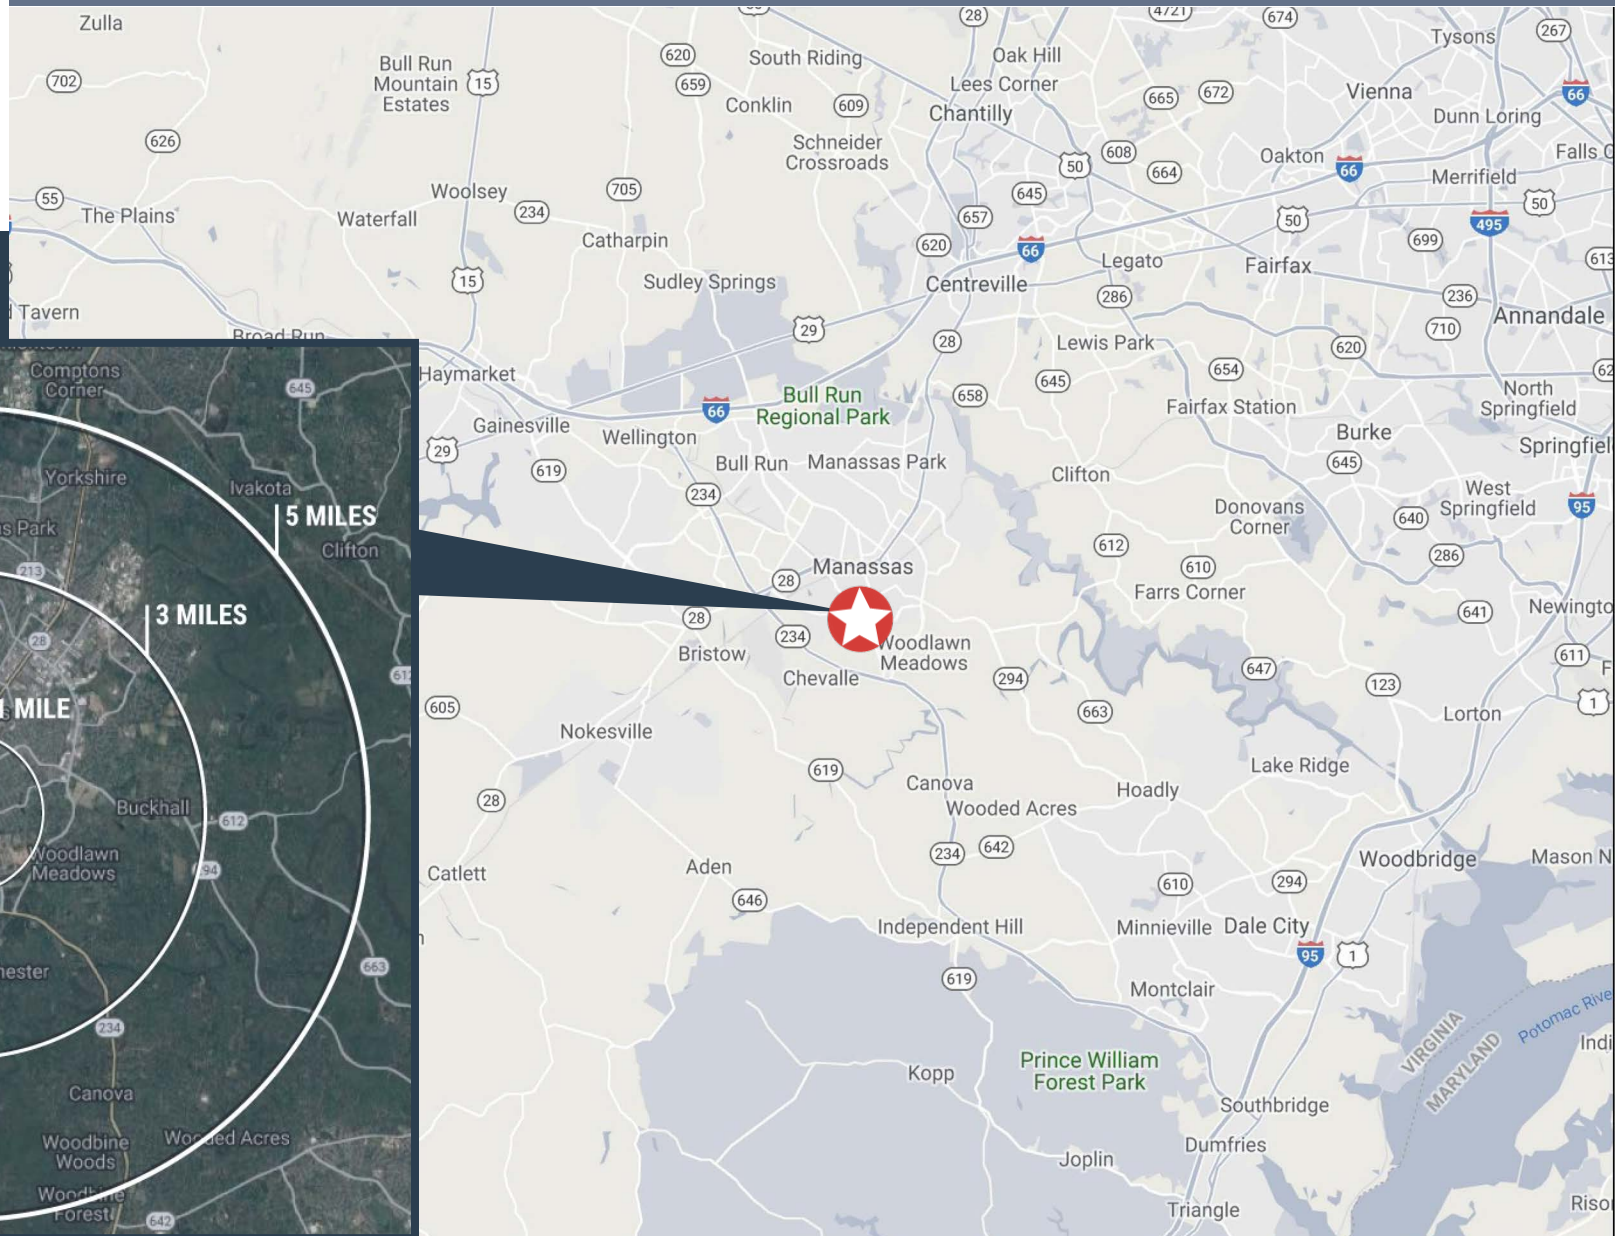 Zulla
28
4721
674
267
Tysons
Bull Run
Mountain
Estates
15
620
South Riding
Oak Hill
702
659
Lees Corner
665
672
Vienna
66
Conklin
609
Chantilly
Dunn Loring
626
Schneider
Crossroads
50
608
Oakton
66
Falls C
664
Merrifield
55
Woolsey
705
645
50
The Plains
Waterfall
234
657
50
495
Catharpin
620
66
699
Legato
Fairfax
613
15
Sudley Springs
Centreville
286
236
Tavern
29
Annandale
710
Broad Run
28
Lewis Park
620
Haymarket
654
645
66
Bull Run
Regional Park
658
Fairfax Station
North
Springfield
Gainesville
Wellington
Burke
29
619
Bull Run
Manassas Park
645
Springfiel
Clifton
234
West
Springfield
95
Donovans
Corner
640
612
286
Manassas
610
28
Farrs Corner
28
234
641
Newingto
Woodlawn
Meadows
Bristow
611
Chevalle
294
647
123
605
663
1
Lorton
Nokesville
619
Lake Ridge
Canova
Hoadly
28
Wooded Acres
234
642
Woodbridge
Mason N
Catlett
Aden
610
294
646
Independent Hill
Minnieville
Dale City
95
1
619
Montclair
Potomac Rive
VIRGINIA
MARYLAND
Indi
Kopp
Prince William
Forest Park
Southbridge
Dumfries
Joplin
Triangle
Comptons
Corner
645
Yorkshire
Ivakota
5 MILES
s Park
Clifton
213
3 MILES
28
1 MILE
Buckhall
612
Woodlawn
Meadows
94
hester
663
234
Canova
Woodbine
Woods
Wooded Acres
Woodbine
Forest
642